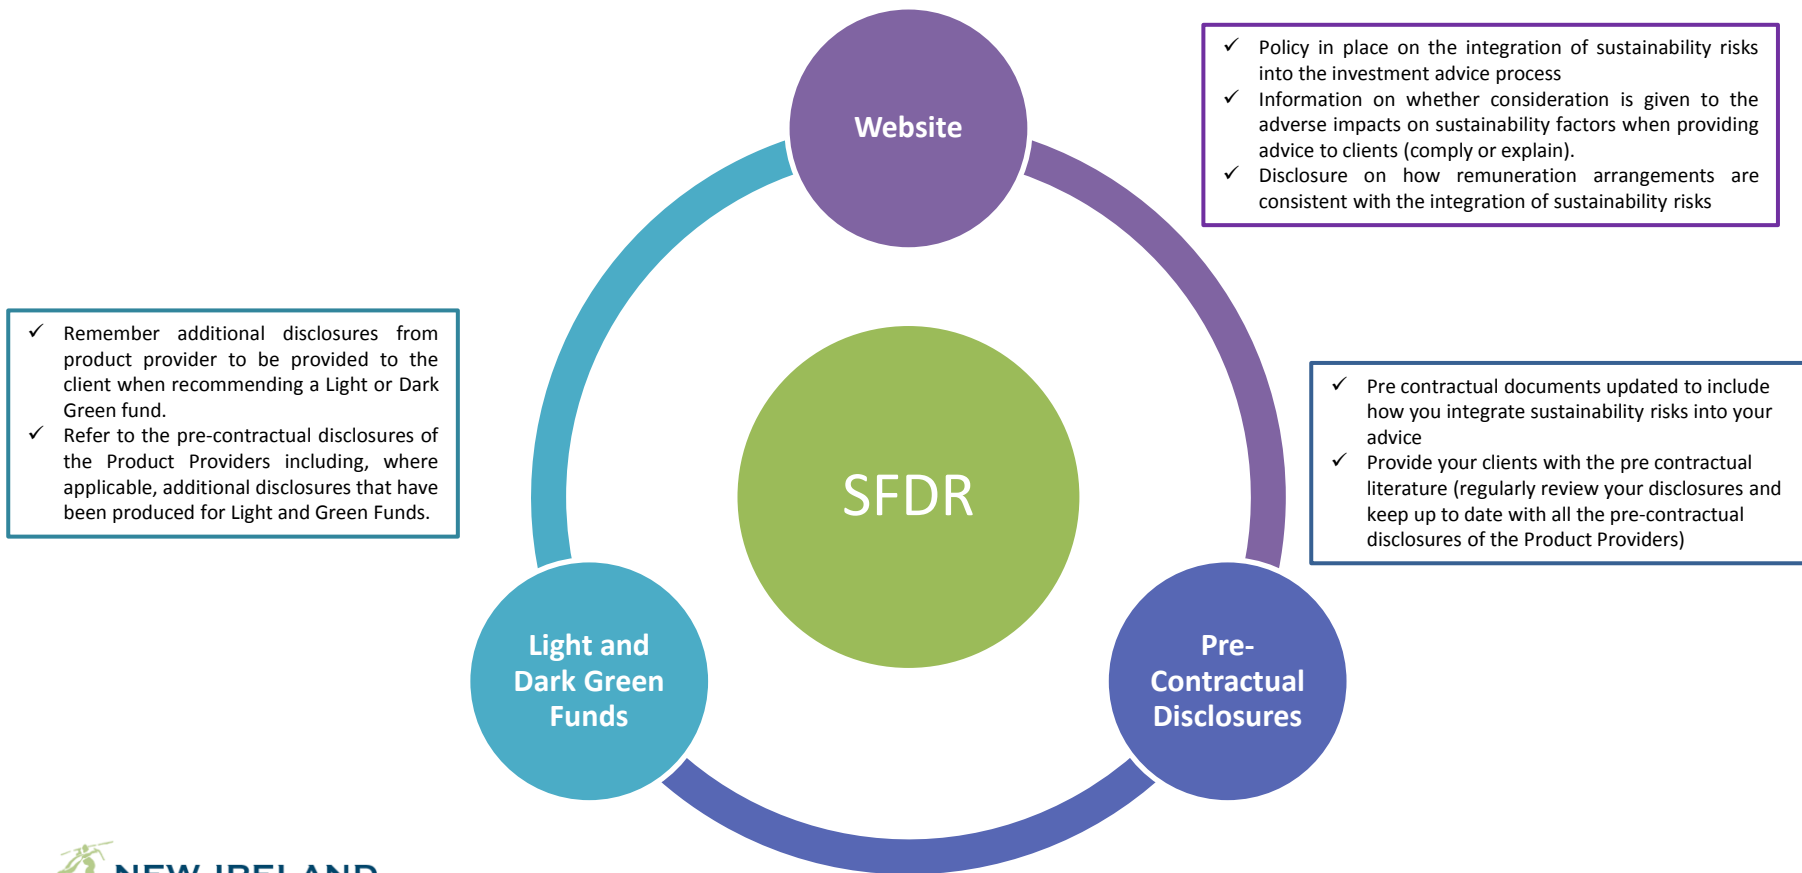 Website
✓ Policy in place on the integration of sustainability risks
into the investment advice process
✓ Information on whether consideration is given to the
adverse impacts on sustainability factors when providing
advice to clients (comply or explain).
✓ Disclosure on how remuneration arrangements are
consistent with the integration of sustainability risks
✓ Remember additional disclosures from
product provider to be provided to the
client when recommending a Light or Dark
Green fund.
✓ Refer to the pre-contractual disclosures of
the Product Providers including, where
applicable, additional disclosures that have
been produced for Light and Green Funds.
SFDR
✓ Pre contractual documents updated to include
how you integrate sustainability risks into your
advice
✓ Provide your clients with the pre contractual
literature (regularly review your disclosures and
keep up to date with all the pre-contractual
disclosures of the Product Providers)
Light and
Dark Green
Funds
Pre-
Contractual
Disclosures
NEW IRELAND